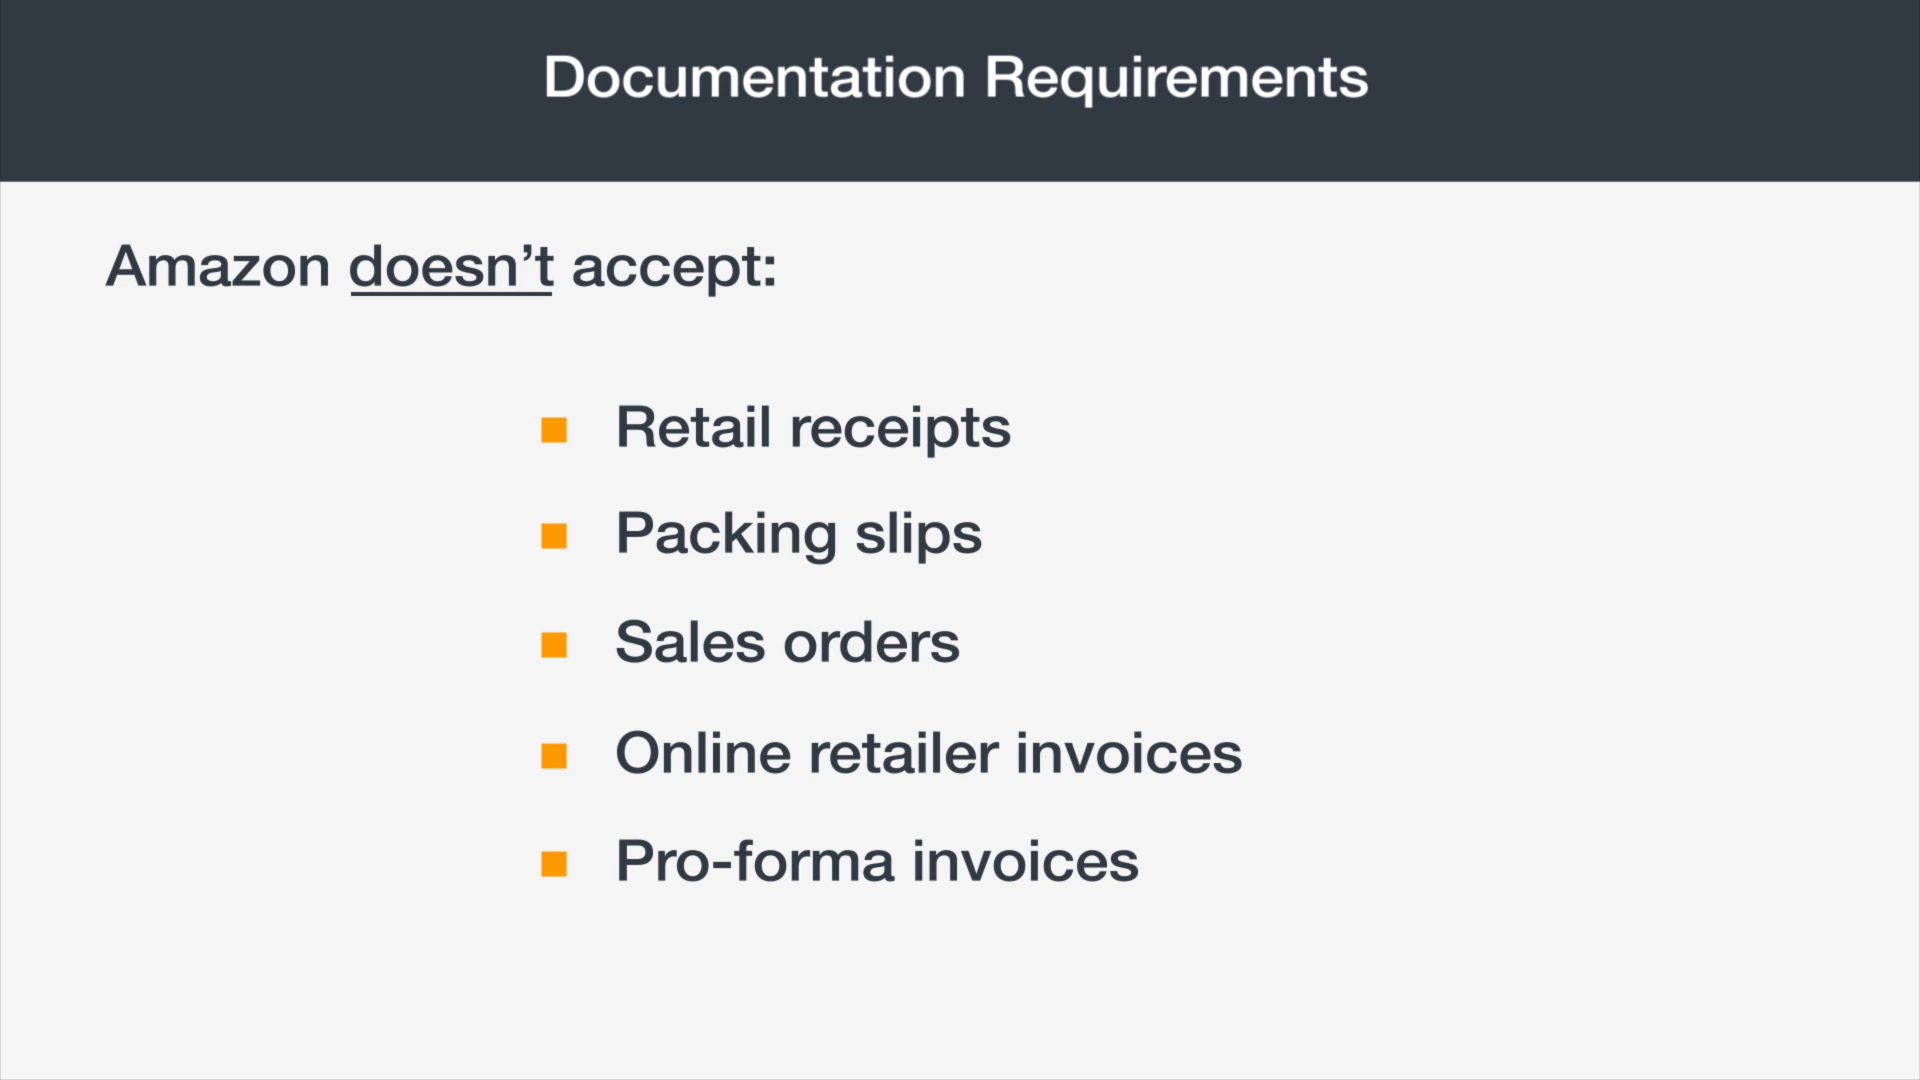 Documentation Requirements
Amazon doesn’t accept:
Retail receipts
Packing slips
Sales orders
Online retailer invoices
Pro-forma invoices